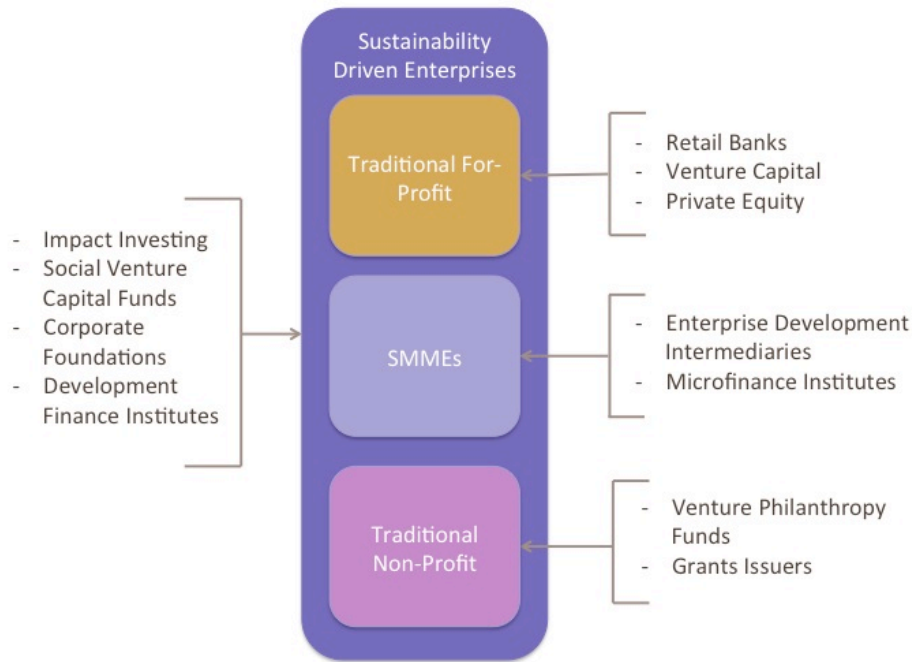 Sustainability
Driven Enterprises
Traditional For-
Profit
SMMEs
Traditional
Non-Profit
- Impact Investing
- Social Venture
Capital Funds
- Corporate
Foundations
- Development
Finance Institutes
- Retail Banks
- Venture Capital
- Private Equity
- Enterprise Development
Intermediaries
- Microfinance Institutes
- Venture Philanthropy
Funds
- Grants Issuers